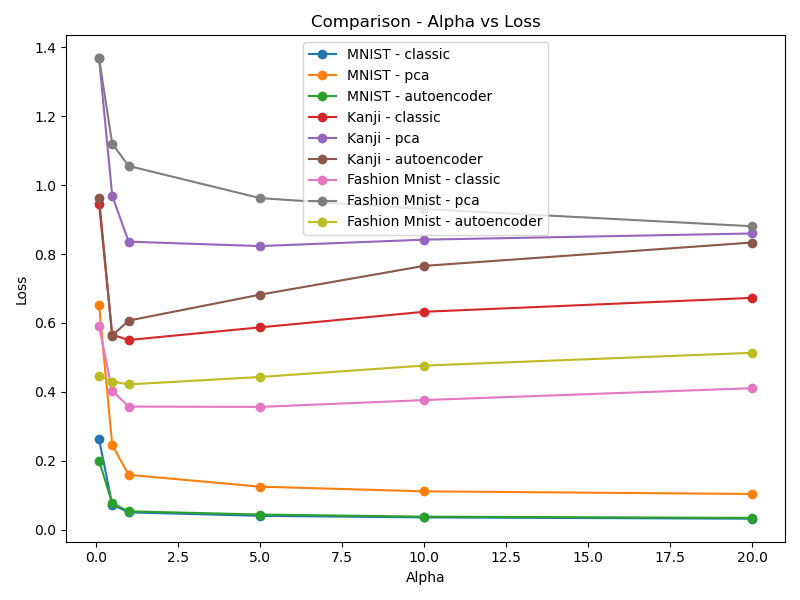 Comparison - Alpha vs Loss
MNIST - classic
MNIST - pca
MNIST - autoencoder
Kanji - classic
Kanji - pca
Kanji - autoencoder
Fashion Mnist - classic
Fashion Mnist - pca
Fashion Mnist - autoencoder
1.4
1.2
1.0
0.8
0.6
0.4
0.2
0.0
Loss
0.0 2.5 5.0 7.5 10.0 12.5 15.0 17.5 20.0
Alpha